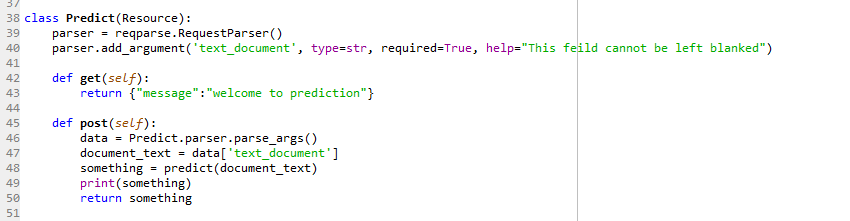 37
38 class Predict(Resource):
39     parser = reqparse.RequestParser()
40     parser.add_argument('text_document', type=str, required=True, help="This feild cannot be left blanked")
41
42     def get(self):
43         return {"message":"welcome to prediction"}
44
45     def post(self):
46         data = Predict.parser.parse_args()
47         document_text = data['text_document']
48         something = predict(document_text)
49         print(something)
50         return something
51